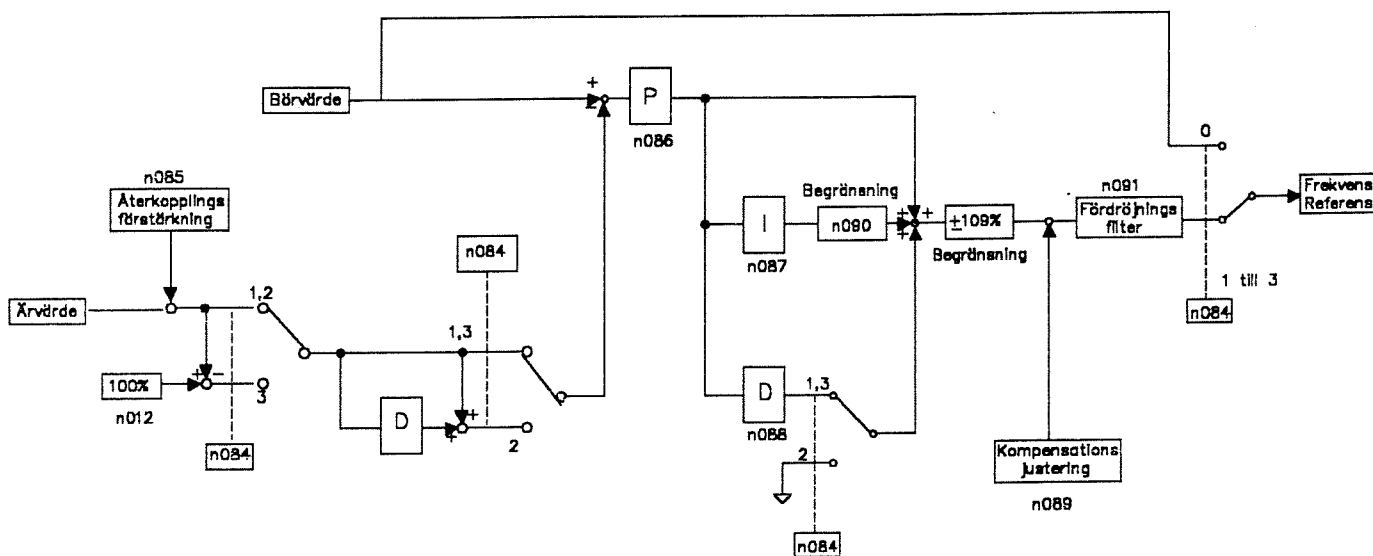 0
Börvärde
+
-
P
n086
n085
Återkopplings
förstärkning
n091
Begränsning
Fördröjnings
filter
Frekvens
Referens
I
n090
+
+
+
±109%
n087
Begränsning
n084
1,2
Ärvärde
1,3
1 till 3
n084
100%
+
-
3
n012
D
+
+
2
n084
D
1,3
n088
2
Kompensations
justering
n089
n084